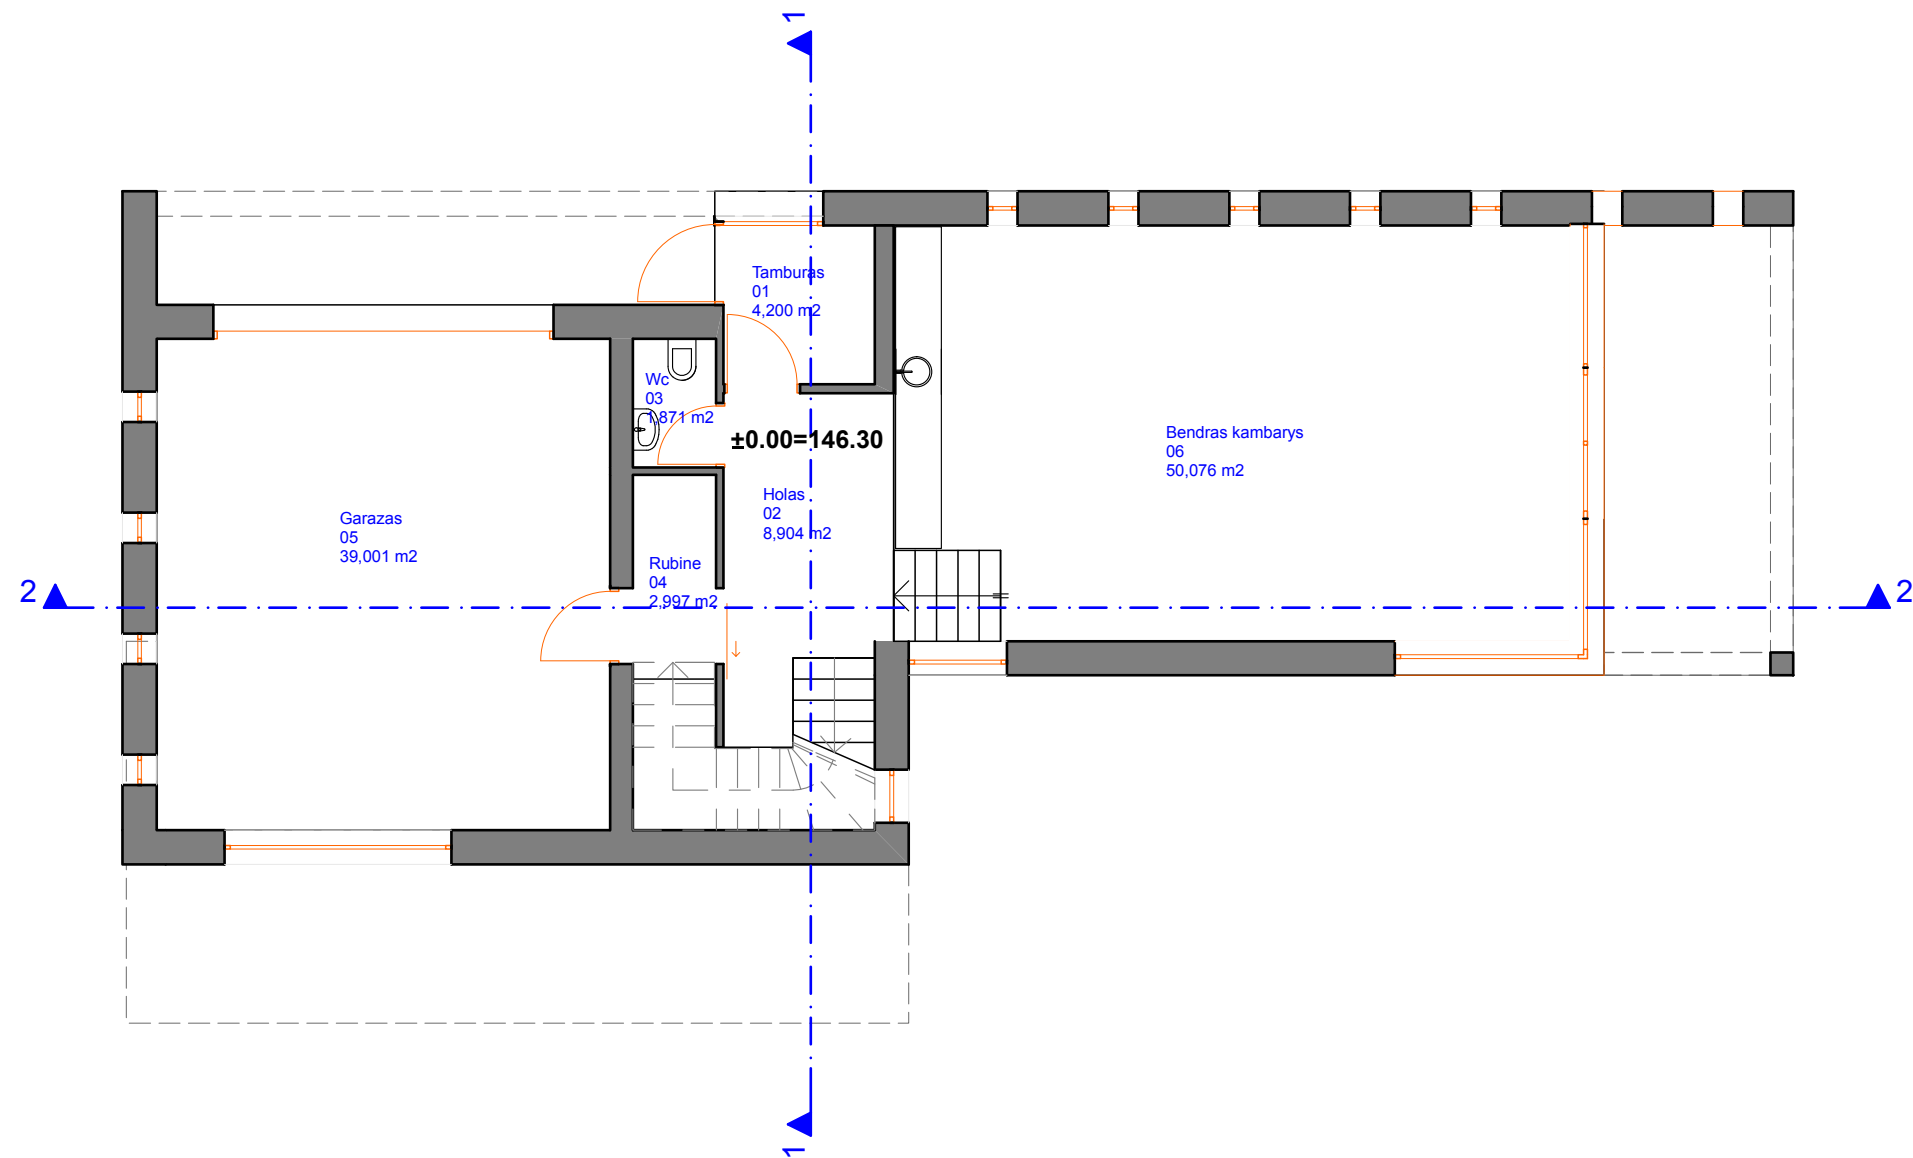 1
Tamburas
01
4,200 m2
Wc
03
1,871 m2
±0.00=146.30
Bendras kambarys
06
50,076 m2
Holas
02
8,904 m2
Garazas
05
39,001 m2
Rubine
04
2,997 m2
2
2
1